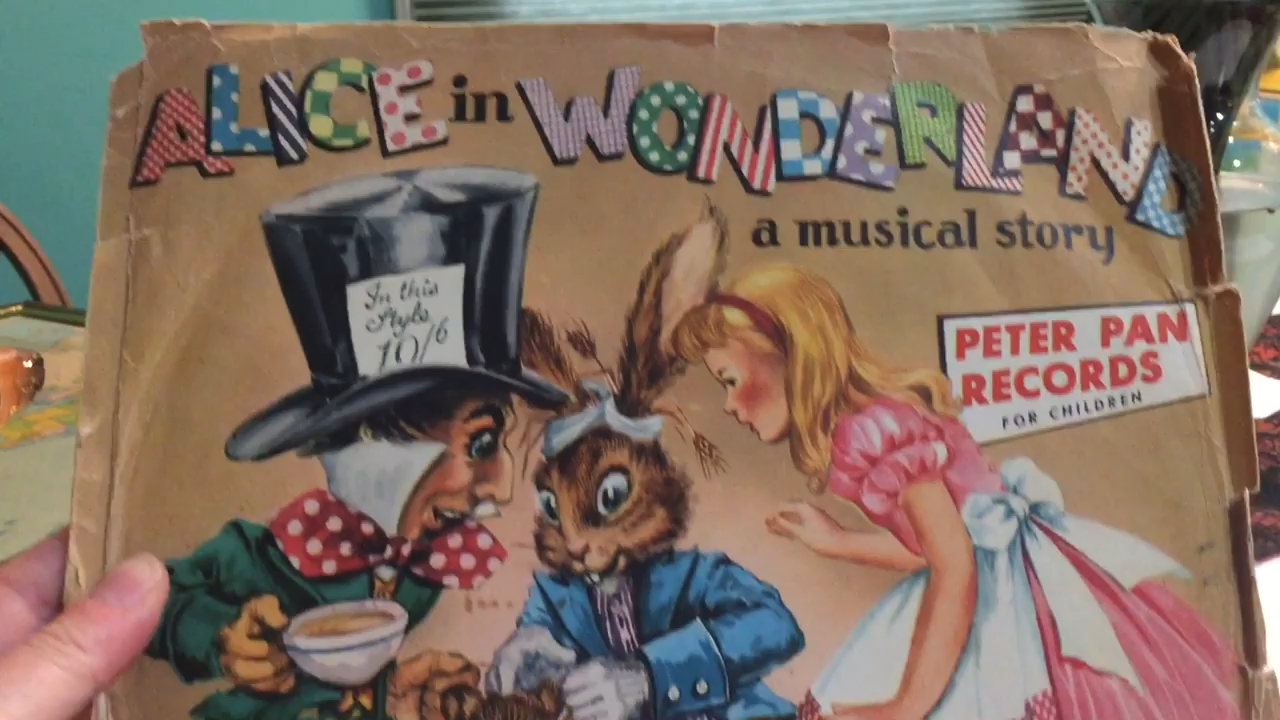 ALICE in WONDERLAND
a musical story
In this
Style
10/6
PETER PAN
RECORDS
FOR CHILDREN